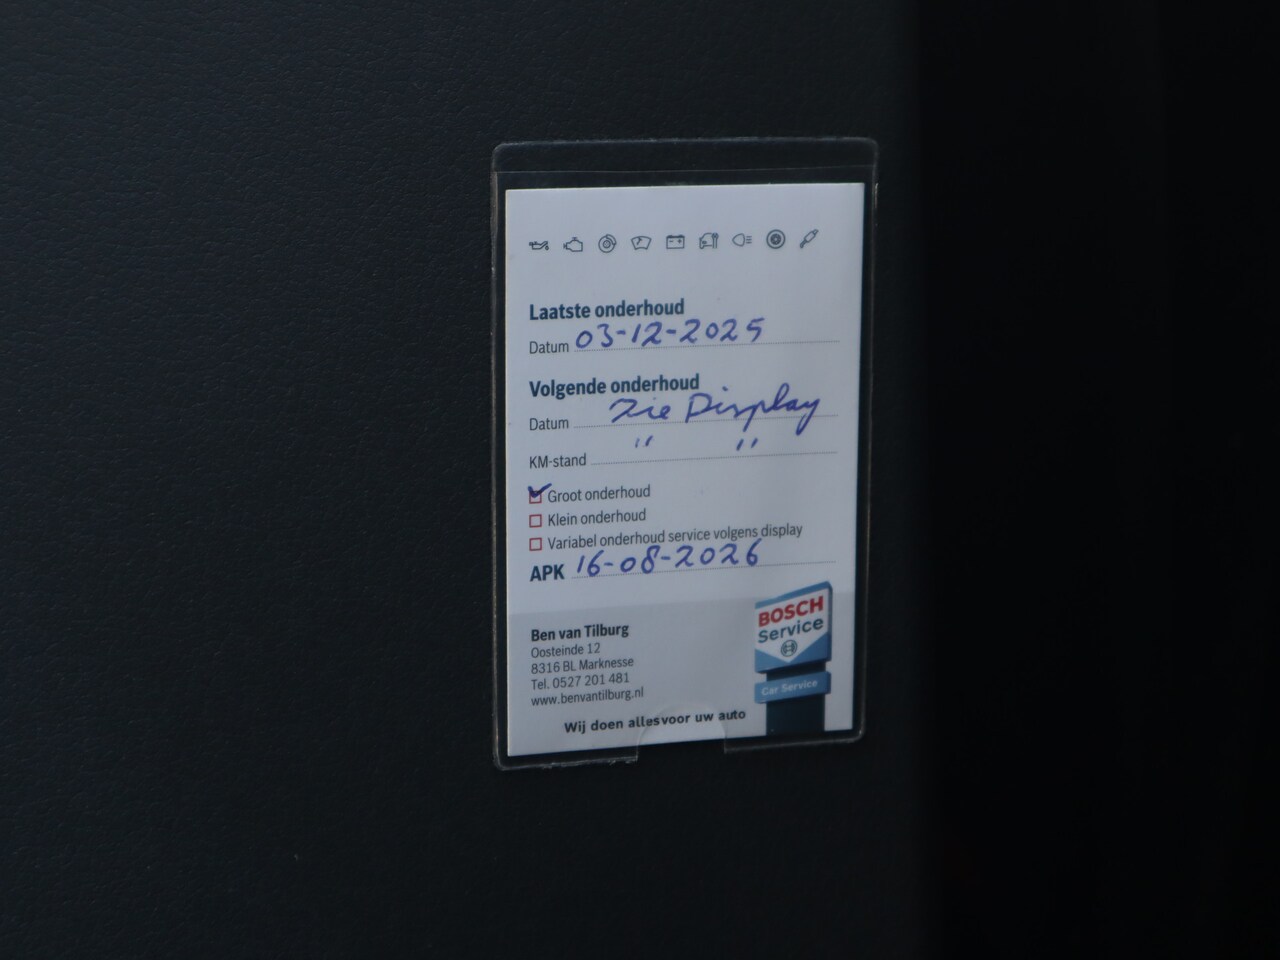 Laatste onderhoud
Datum 03-12-2025
Volgende onderhoud
Datum Zie Display
KM-stand " "
Groot onderhoud
Klein onderhoud
Variabel onderhoud service volgens display
APK 16-08-2026
Ben van Tilburg
Oosteinde 12
8316 BL Marknesse
Tel. 0527 201 481
www.benvantilburg.nl
Wij doen allesvoor uw auto
BOSCH
Service
Car Service